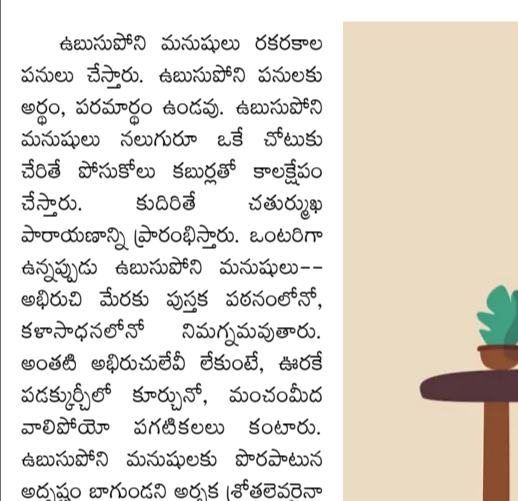 ఉబుసుపోని మనుషులు రకరకాల
పనులు చేస్తారు. ఉబుసుపోని పనులకు
అర్థం, పరమార్థం ఉండవు. ఉబుసుపోని
మనుషులు నలుగురూ ఒకే చోటుకు
చేరితే పోసుకోలు కబుర్లతో కాలక్షేపం
చేస్తారు. కుదిరితే చతుర్ముఖ
పారాయణాన్ని ప్రారంభిస్తారు. ఒంటరిగా
ఉన్నప్పుడు ఉబుసుపోని మనుషులు--
అభిరుచి మేరకు పుస్తక పఠనంలోనో,
కళాసాధనలోనో నిమగ్నమవుతారు.
అంతటి అభిరుచులేవీ లేకుంటే, ఊరకే
పడక్కుర్చీలో కూర్చునో, మంచంమీద
వాలిపోయో పగటికలలు కంటారు.
ఉబుసుపోని మనుషులకు పొరపాటున
అదృష్టం బాగుండని అర్భక శ్రోతలెవరైనా